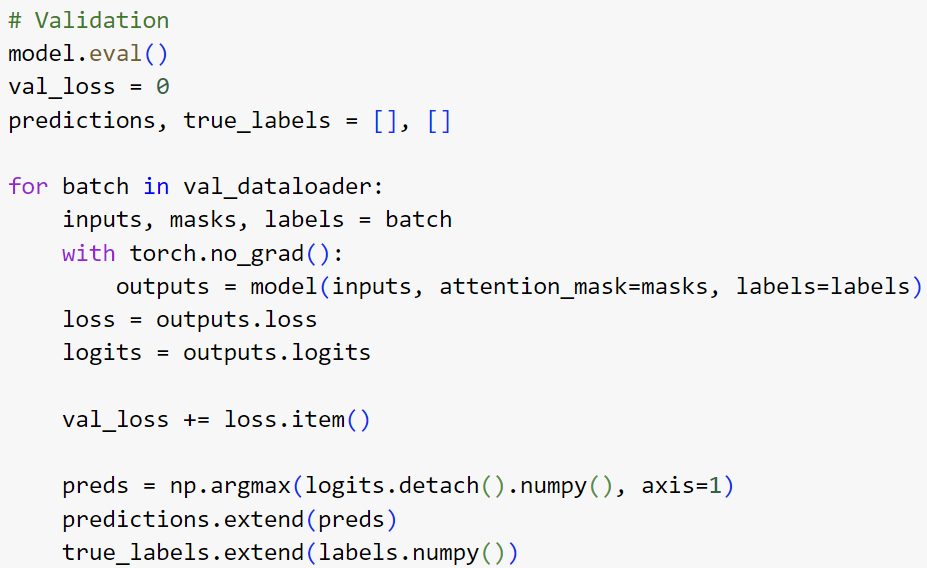 # Validation
model.eval()
val_loss = 0
predictions, true_labels = [], []

for batch in val_dataloader:
    inputs, masks, labels = batch
    with torch.no_grad():
        outputs = model(inputs, attention_mask=masks, labels=labels)
    loss = outputs.loss
    logits = outputs.logits

    val_loss += loss.item()

    preds = np.argmax(logits.detach().numpy(), axis=1)
    predictions.extend(preds)
    true_labels.extend(labels.numpy())